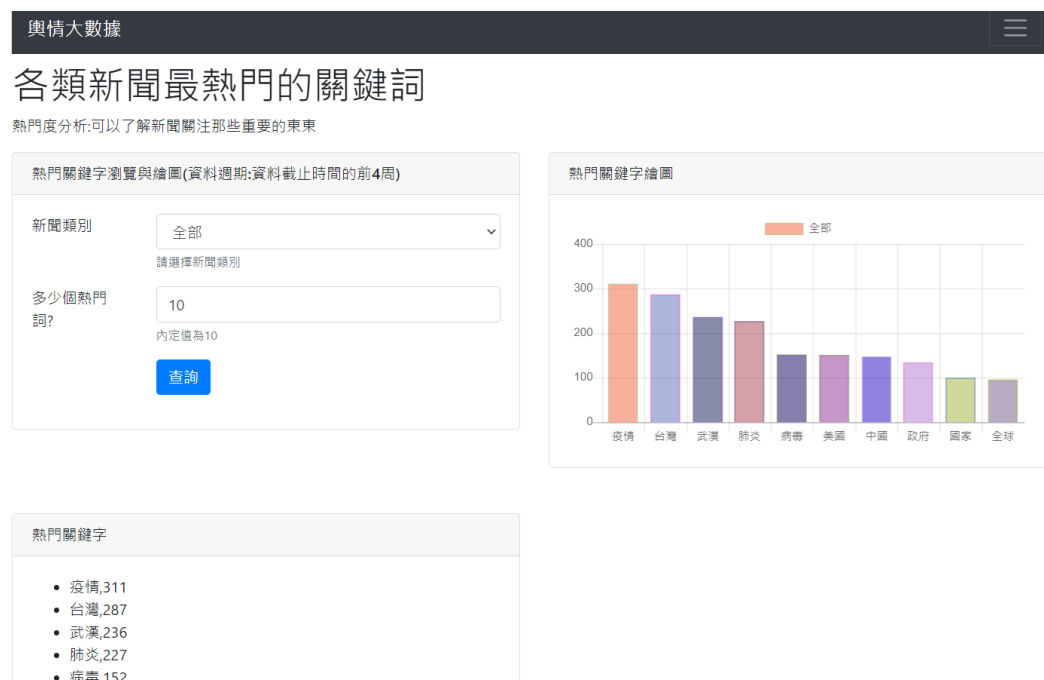 輿情大數據
各類新聞最熱門的關鍵詞
熱門度分析:可以了解新聞關注那些重要的東東
熱門關鍵字瀏覽與繪圖(資料週期:資料截止時間的前4周)
新聞類別
全部
請選擇新聞類別
多少個熱門
詞?
10
內定值為10
查詢
熱門關鍵字繪圖
全部
400
300
200
100
0
疫情 台灣 武漢 肺炎 病毒 美國 中國 政府 國家 全球
熱門關鍵字
疫情,311
台灣,287
武漢,236
肺炎,227
病毒,152